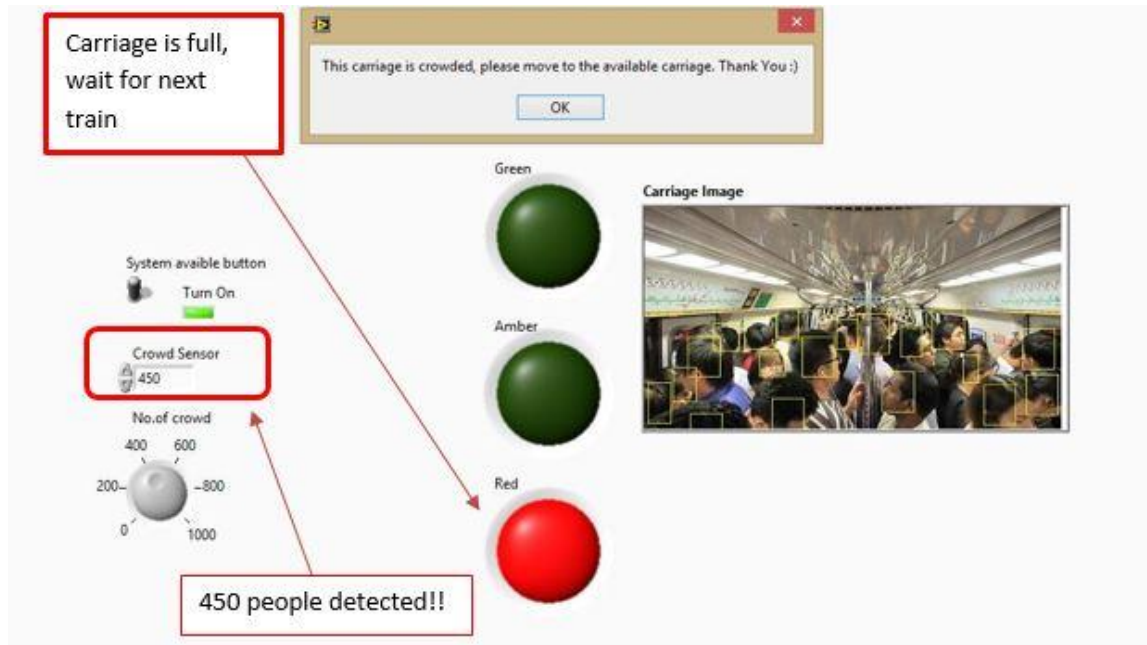 Carriage is full,
wait for next
train
This carriage is crowded, please move to the available carriage. Thank You :)
OK
Green
Carriage Image
System avaible button
Turn On
Amber
Crowd Sensor
450
No.of crowd
400 600
200 800
0 1000
Red
450 people detected!!